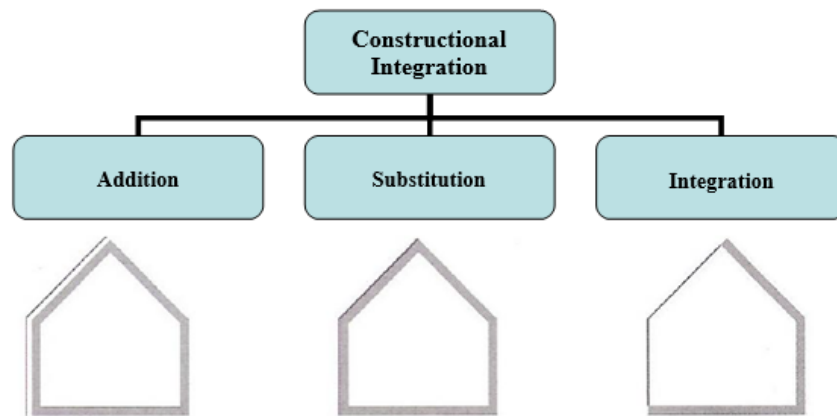 Constructional
Integration
Addition
Substitution
Integration